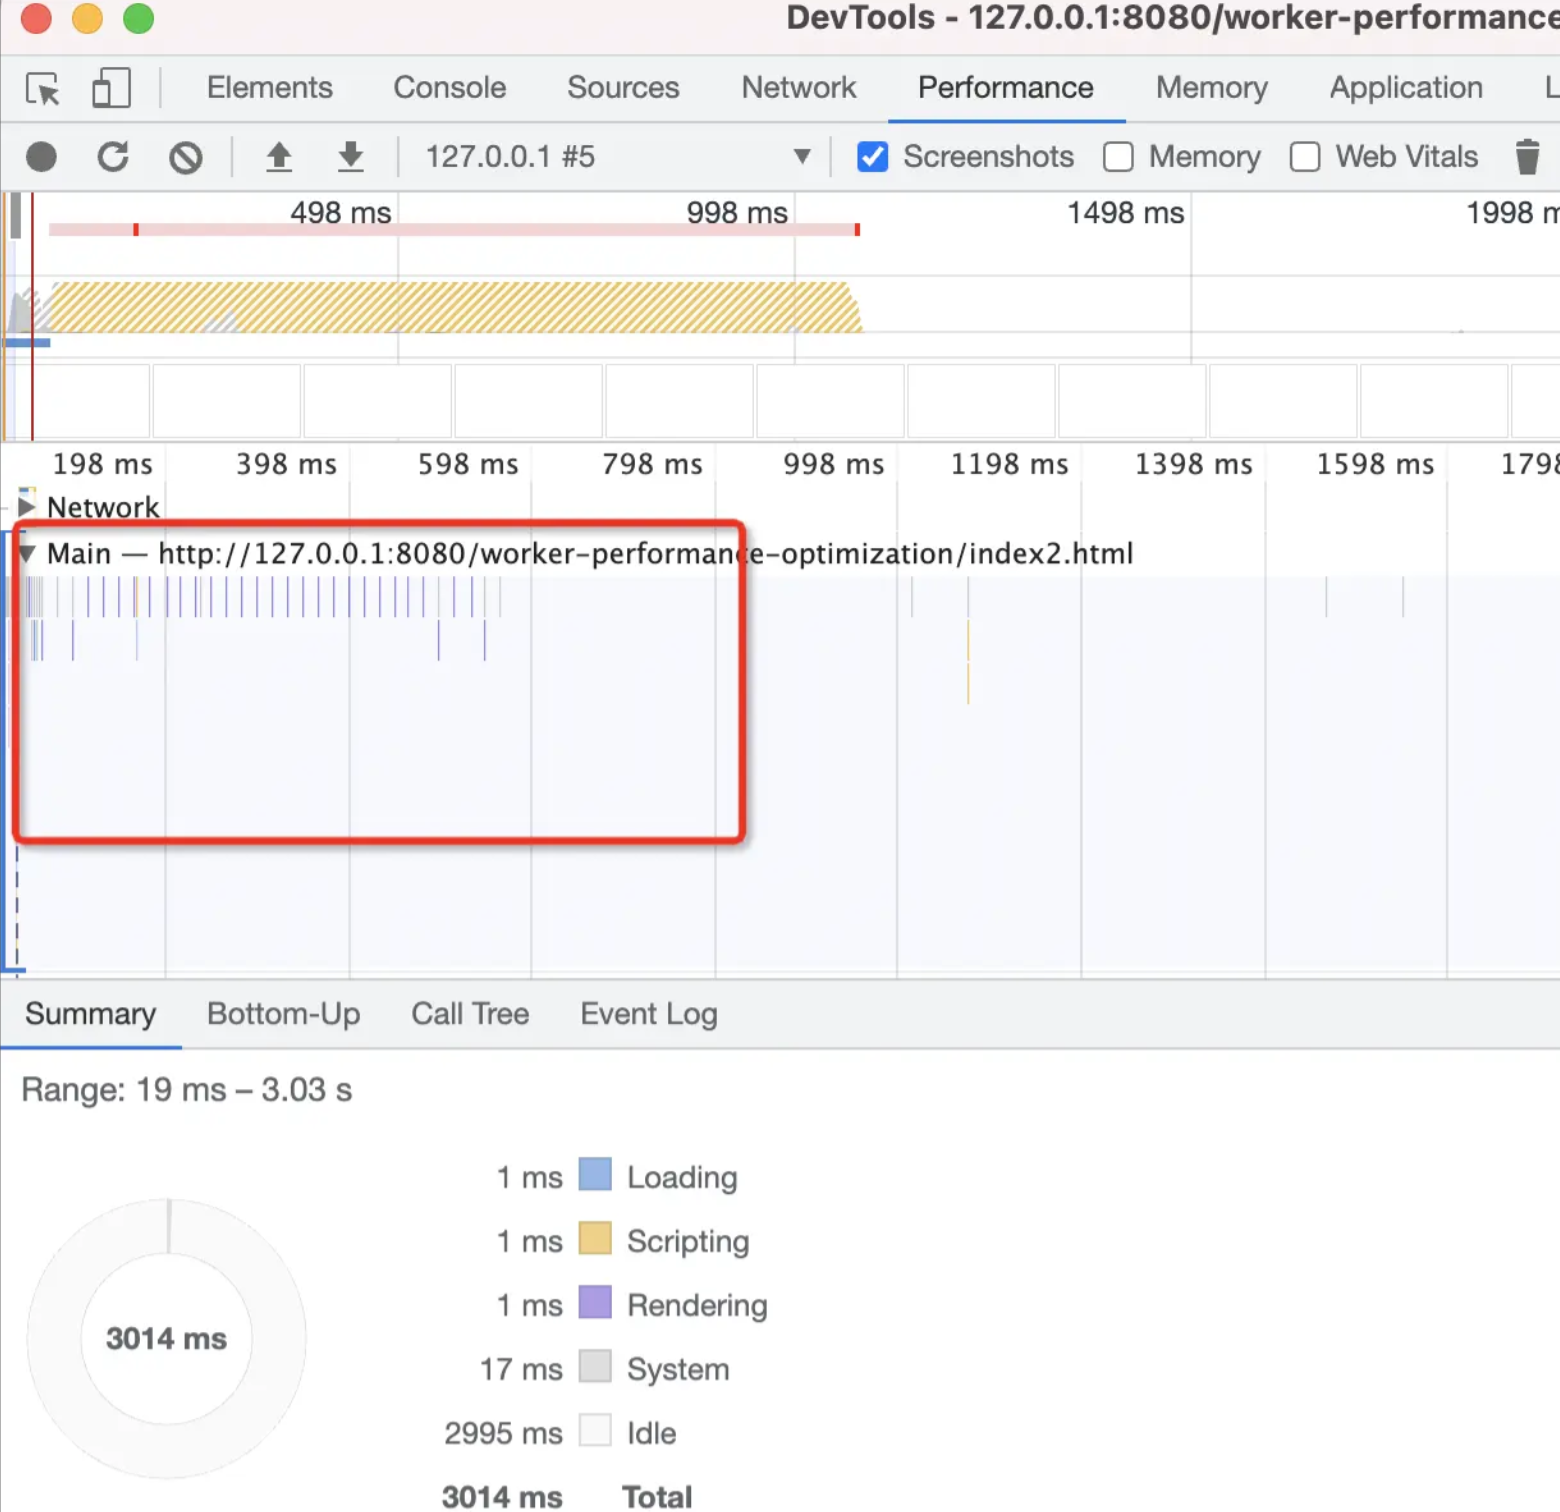 DevTools - 127.0.0.1:8080/worker-performance
Elements Console Sources Network Performance Memory Application L
127.0.0.1 #5 Screenshots Memory Web Vitals
498 ms 998 ms 1498 ms 1998 m
198 ms 398 ms 598 ms 798 ms 998 ms 1198 ms 1398 ms 1598 ms 1798
Network
Main — http://127.0.0.1:8080/worker-performance-optimization/index2.html
Summary Bottom-Up Call Tree Event Log
Range: 19 ms – 3.03 s
1 ms Loading
1 ms Scripting
1 ms Rendering
3014 ms
17 ms System
2995 ms Idle
3014 ms Total